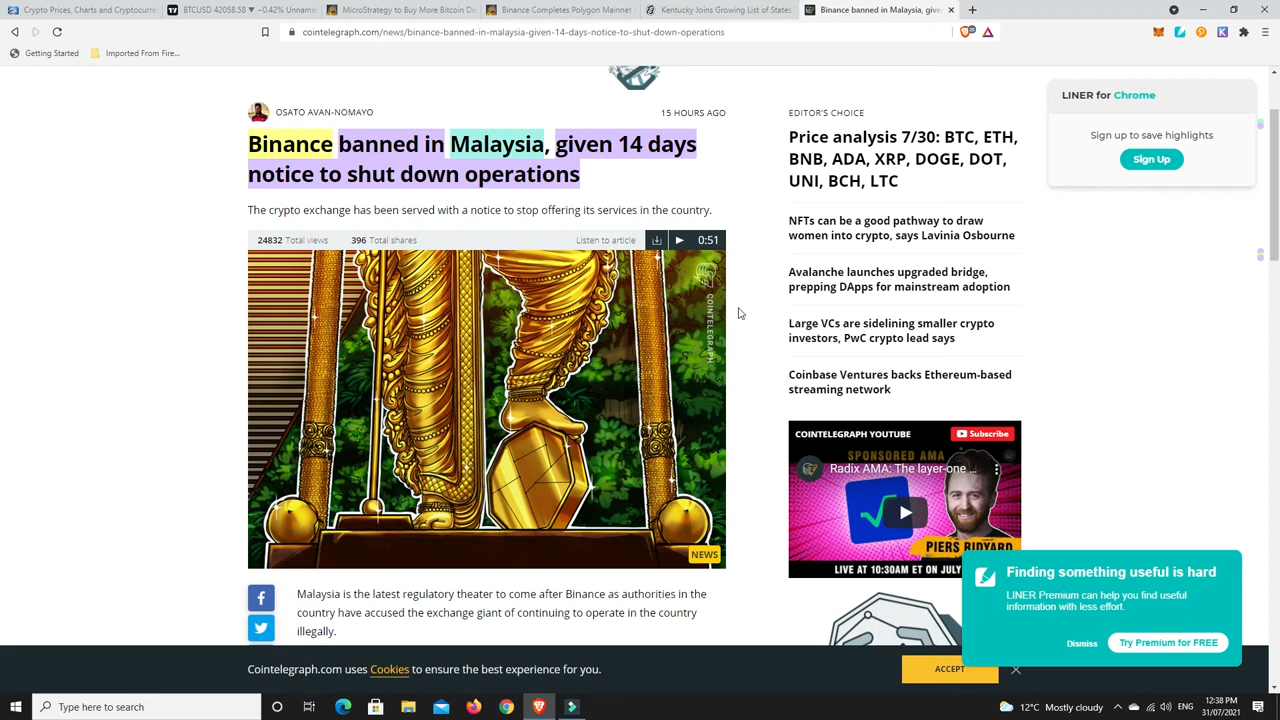 Crypto Prices, Charts and Cryptocurre
BTCUSD 42058.58 ▼ −0.42% Unname
MicroStrategy to Buy More Bitcoin De
Binance Completes Polygon Mainnet
Kentucky Joins Growing List of States
Binance banned in Malaysia, give
cointelegraph.com/news/binance-banned-in-malaysia-given-14-days-notice-to-shut-down-operations
Getting Started
Imported From Fire...
OSATO AVAN-NOMAYO
15 HOURS AGO
Binance banned in Malaysia, given 14 days
notice to shut down operations
The crypto exchange has been served with a notice to stop offering its services in the country.
24832 Total views
396 Total shares
Listen to article
0:51
COINTELEGRAPH
NEWS
Malaysia is the latest regulatory theater to come after Binance as authorities in the
country have accused the exchange giant of continuing to operate in the country
illegally.
EDITOR'S CHOICE
Price analysis 7/30: BTC, ETH,
BNB, ADA, XRP, DOGE, DOT,
UNI, BCH, LTC
NFTs can be a good pathway to draw
women into crypto, says Lavinia Osbourne
Avalanche launches upgraded bridge,
prepping DApps for mainstream adoption
Large VCs are sidelining smaller crypto
investors, PwC crypto lead says
Coinbase Ventures backs Ethereum-based
streaming network
COINTELEGRAPH YOUTUBE
Subscribe
SPONSORED AMA
Radix AMA: The layer-one ...
PIERS RIDYARD
LIVE AT 10:30AM ET ON JULY
LINER for Chrome
Sign up to save highlights
Sign Up
Finding something useful is hard
LINER Premium can help you find useful
information with less effort.
Dismiss
Try Premium for FREE
Cointelegraph.com uses Cookies to ensure the best experience for you.
ACCEPT
Type here to search
12°C Mostly cloudy
ENG
12:38 PM
31/07/2021